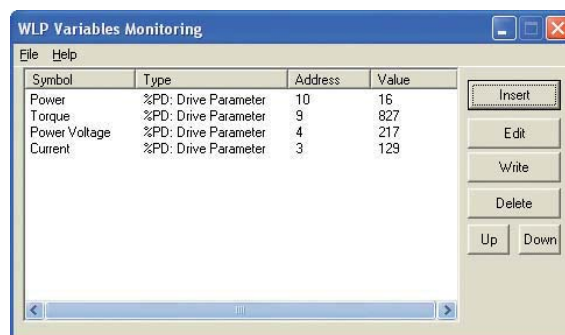 WLP Variables Monitoring
File Help
Symbol Type Address Value
Power %PD: Drive Parameter 10 16
Torque %PD: Drive Parameter 9 827
Power Voltage %PD: Drive Parameter 4 217
Current %PD: Drive Parameter 3 129
Insert
Edit
Write
Delete
Up Down